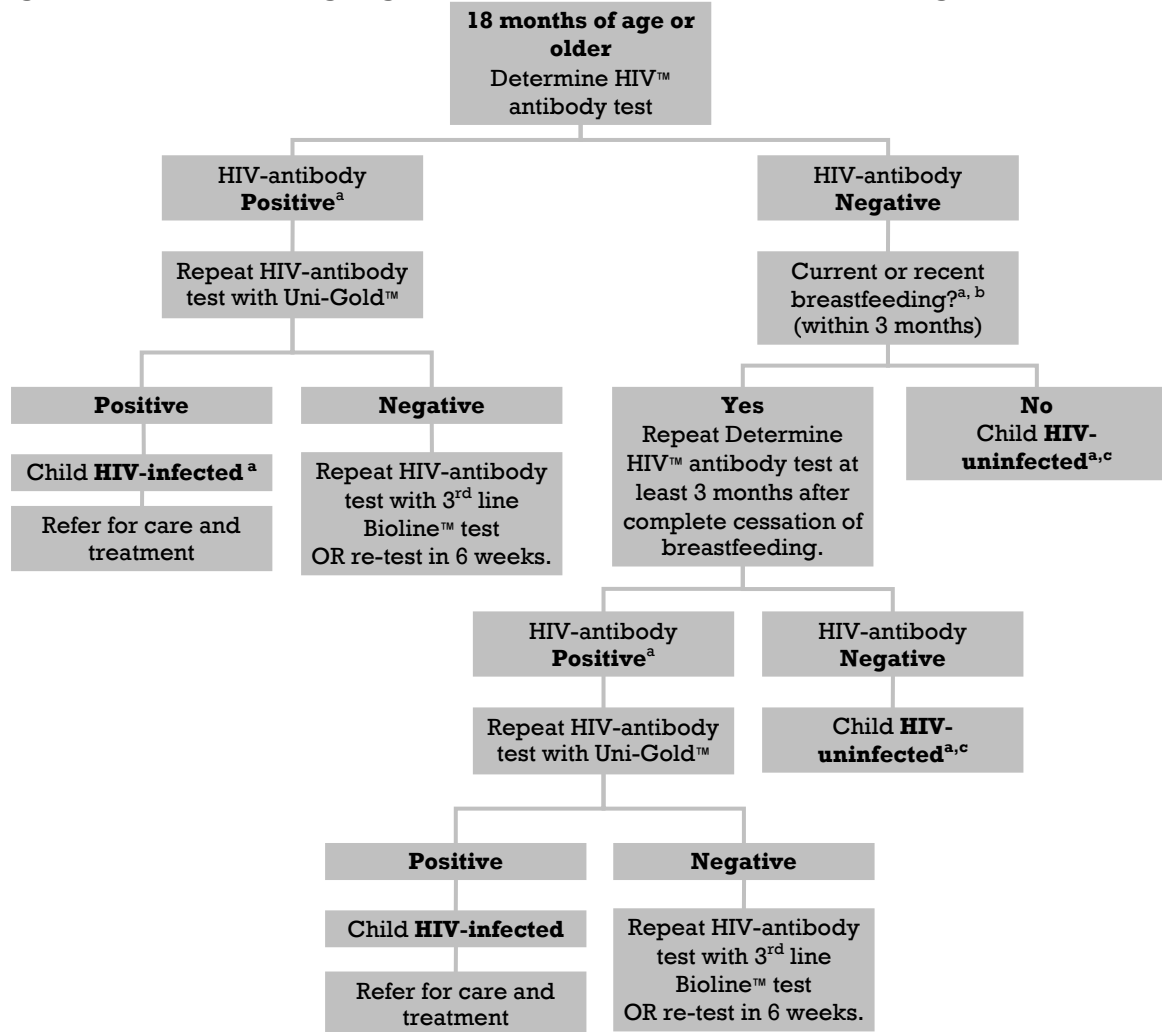 18 months of age or
older
Determine HIV™
antibody test
HIV-antibody
Positiveᵃ
HIV-antibody
Negative
Repeat HIV-antibody
test with Uni-Gold™
Current or recent
breastfeeding?ᵃ, ᵇ
(within 3 months)
Positive
Negative
Yes
Repeat Determine
HIV™ antibody test at
least 3 months after
complete cessation of
breastfeeding.
No
Child HIV-
uninfectedᵃ,ᶜ
Child HIV-infected ᵃ
Repeat HIV-antibody
test with 3ʳᵈ line
Bioline™ test
OR re-test in 6 weeks.
Refer for care and
treatment
HIV-antibody
Positiveᵃ
HIV-antibody
Negative
Repeat HIV-antibody
test with Uni-Gold™
Child HIV-
uninfectedᵃ,ᶜ
Positive
Negative
Child HIV-infected
Repeat HIV-antibody
test with 3ʳᵈ line
Bioline™ test
OR re-test in 6 weeks.
Refer for care and
treatment